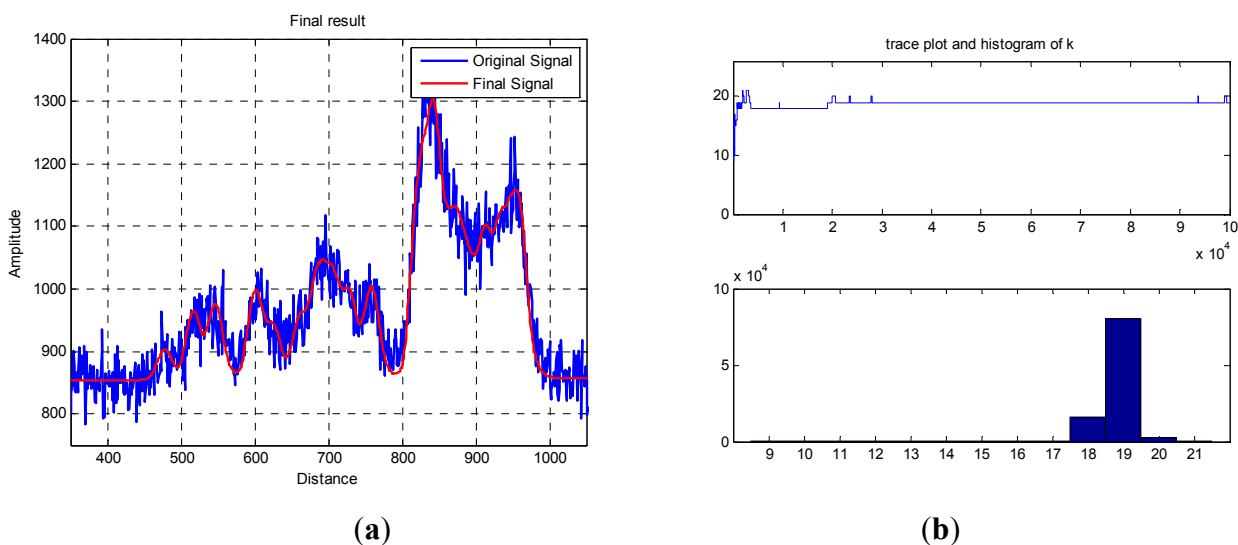 Final result
1400
1300
1200
1100
1000
900
800
Amplitude
400 500 600 700 800 900 1000
Distance
Original Signal
Final Signal
(a)
trace plot and histogram of k
20
10
0
1 2 3 4 5 6 7 8 9 10
x 10^4
x 10^4
10
5
0
9 10 11 12 13 14 15 16 17 18 19 20 21
(b)